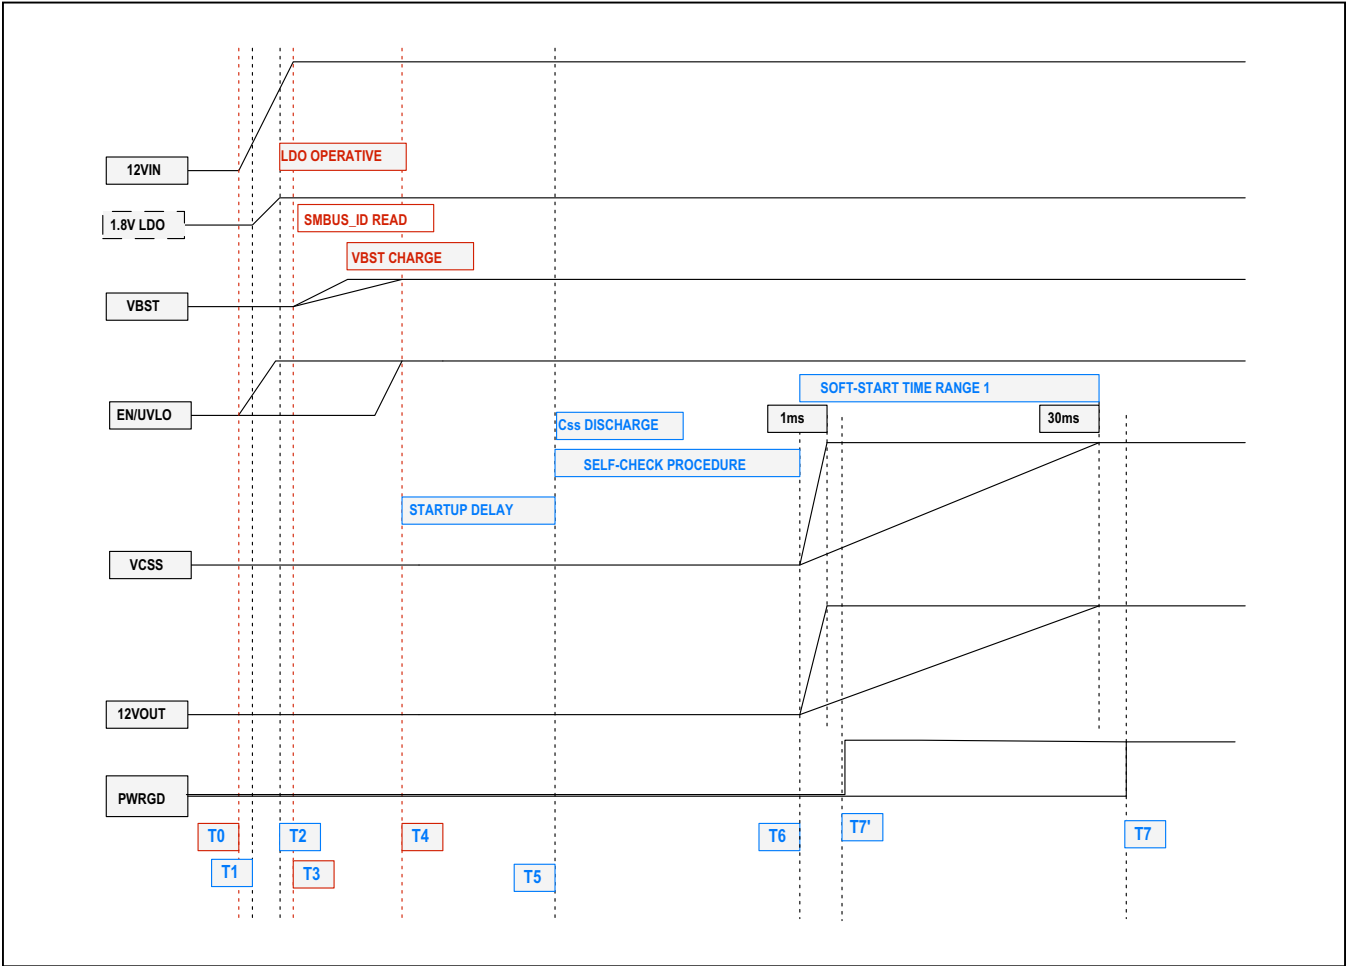 LDO OPERATIVE
12VIN
SMBUS_ID READ
1.8V LDO
VBST CHARGE
VBST
SOFT-START TIME RANGE 1
EN/UVLO
1ms
30ms
Css DISCHARGE
SELF-CHECK PROCEDURE
STARTUP DELAY
VCSS
12VOUT
PWRGD
T0
T2
T4
T6
T7'
T7
T1
T3
T5